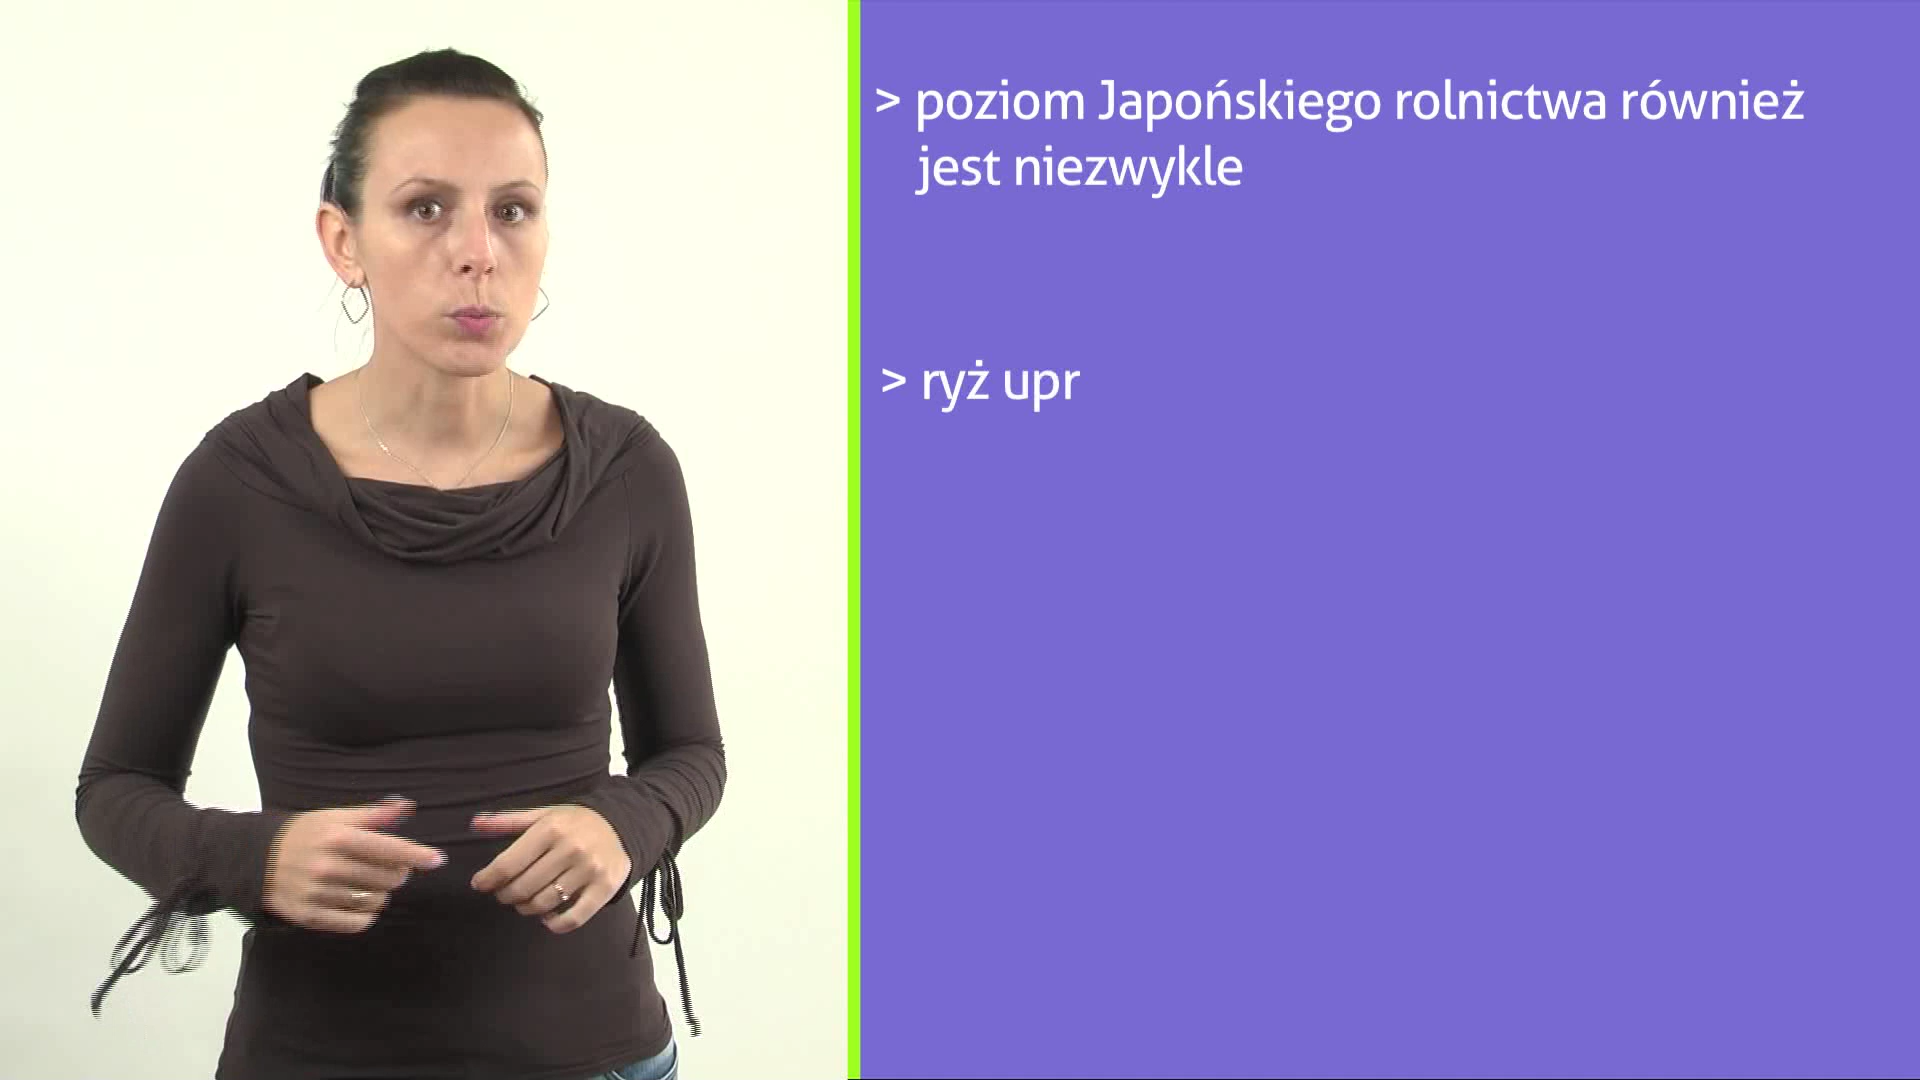 > poziom Japońskiego rolnictwa również
jest niezwykle
> ryż upr